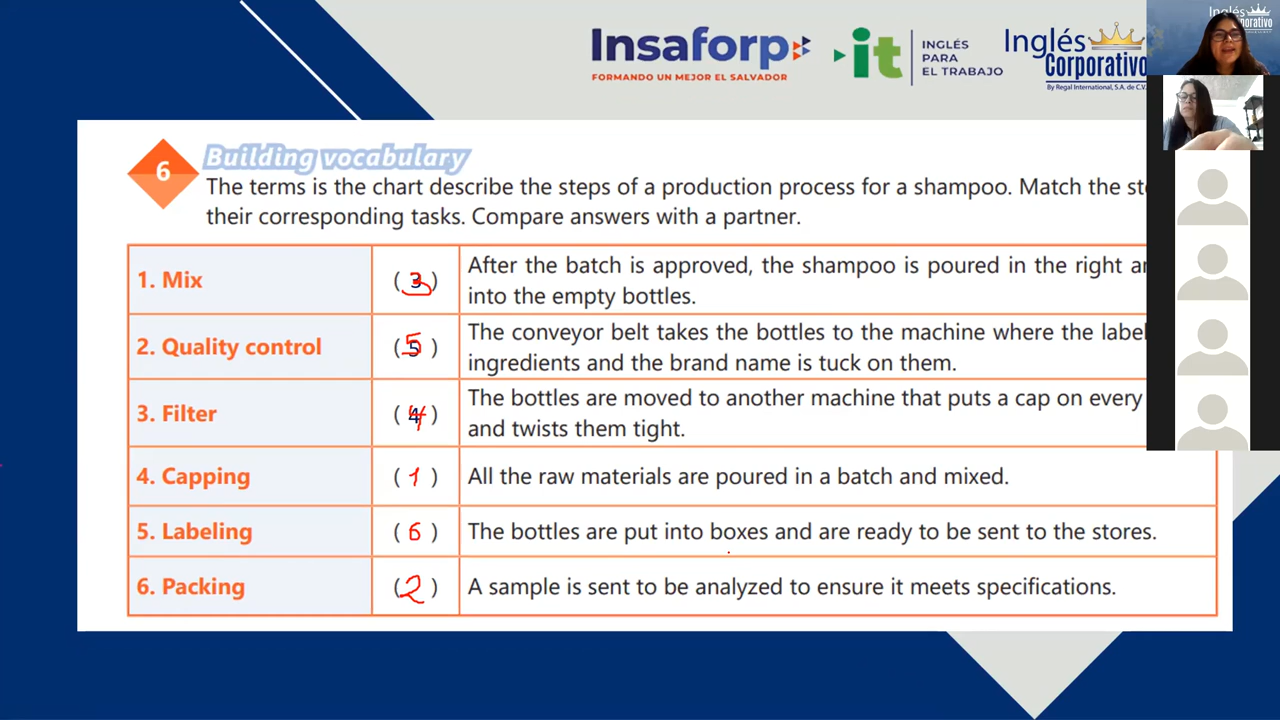 Insaforp
FORMANDO UN MEJOR EL SALVADOR
it
INGLÉS
PARA
EL TRABAJO
Inglés
Corporativo
By Regal International, S.A. de C.V.
Inglés
6
Building vocabulary
The terms is the chart describe the steps of a production process for a shampoo. Match the
their corresponding tasks. Compare answers with a partner.
1. Mix
(3)
After the batch is approved, the shampoo is poured in the right
into the empty bottles.
2. Quality control
(5)
The conveyor belt takes the bottles to the machine where the
ingredients and the brand name is tuck on them.
3. Filter
(4)
The bottles are moved to another machine that puts a cap on every
and twists them tight.
4. Capping
(1)
All the raw materials are poured in a batch and mixed.
5. Labeling
(6)
The bottles are put into boxes and are ready to be sent to the stores.
6. Packing
(2)
A sample is sent to be analyzed to ensure it meets specifications.